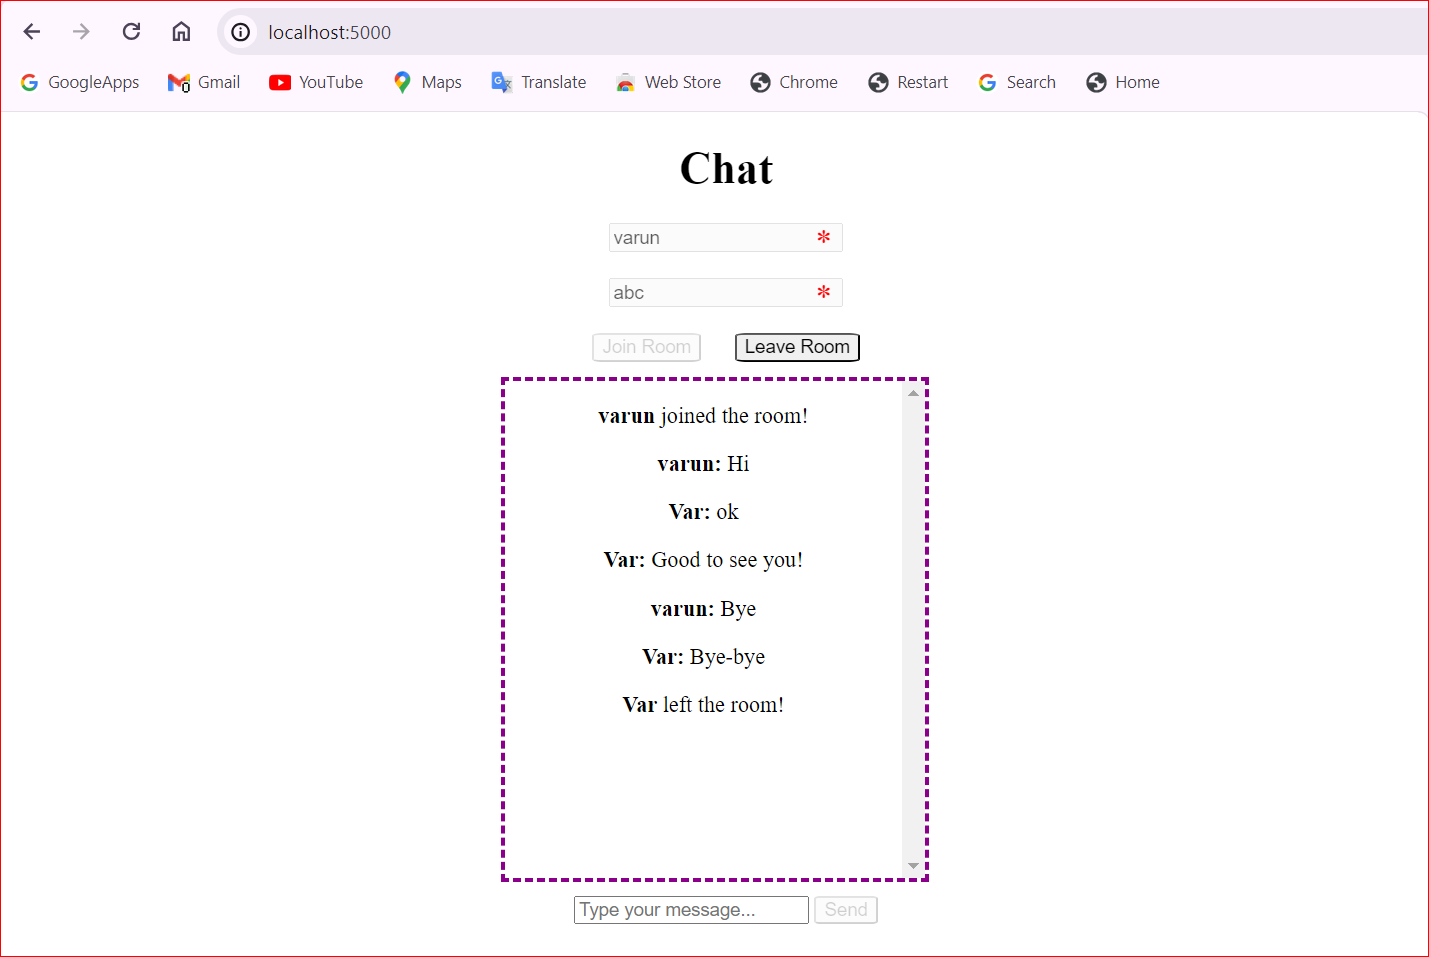 localhost:5000
GoogleApps Gmail YouTube Maps Translate Web Store Chrome Restart Search Home
Chat
varun *
abc *
Join Room Leave Room
varun joined the room!
varun: Hi
Var: ok
Var: Good to see you!
varun: Bye
Var: Bye-bye
Var left the room!
Type your message... Send